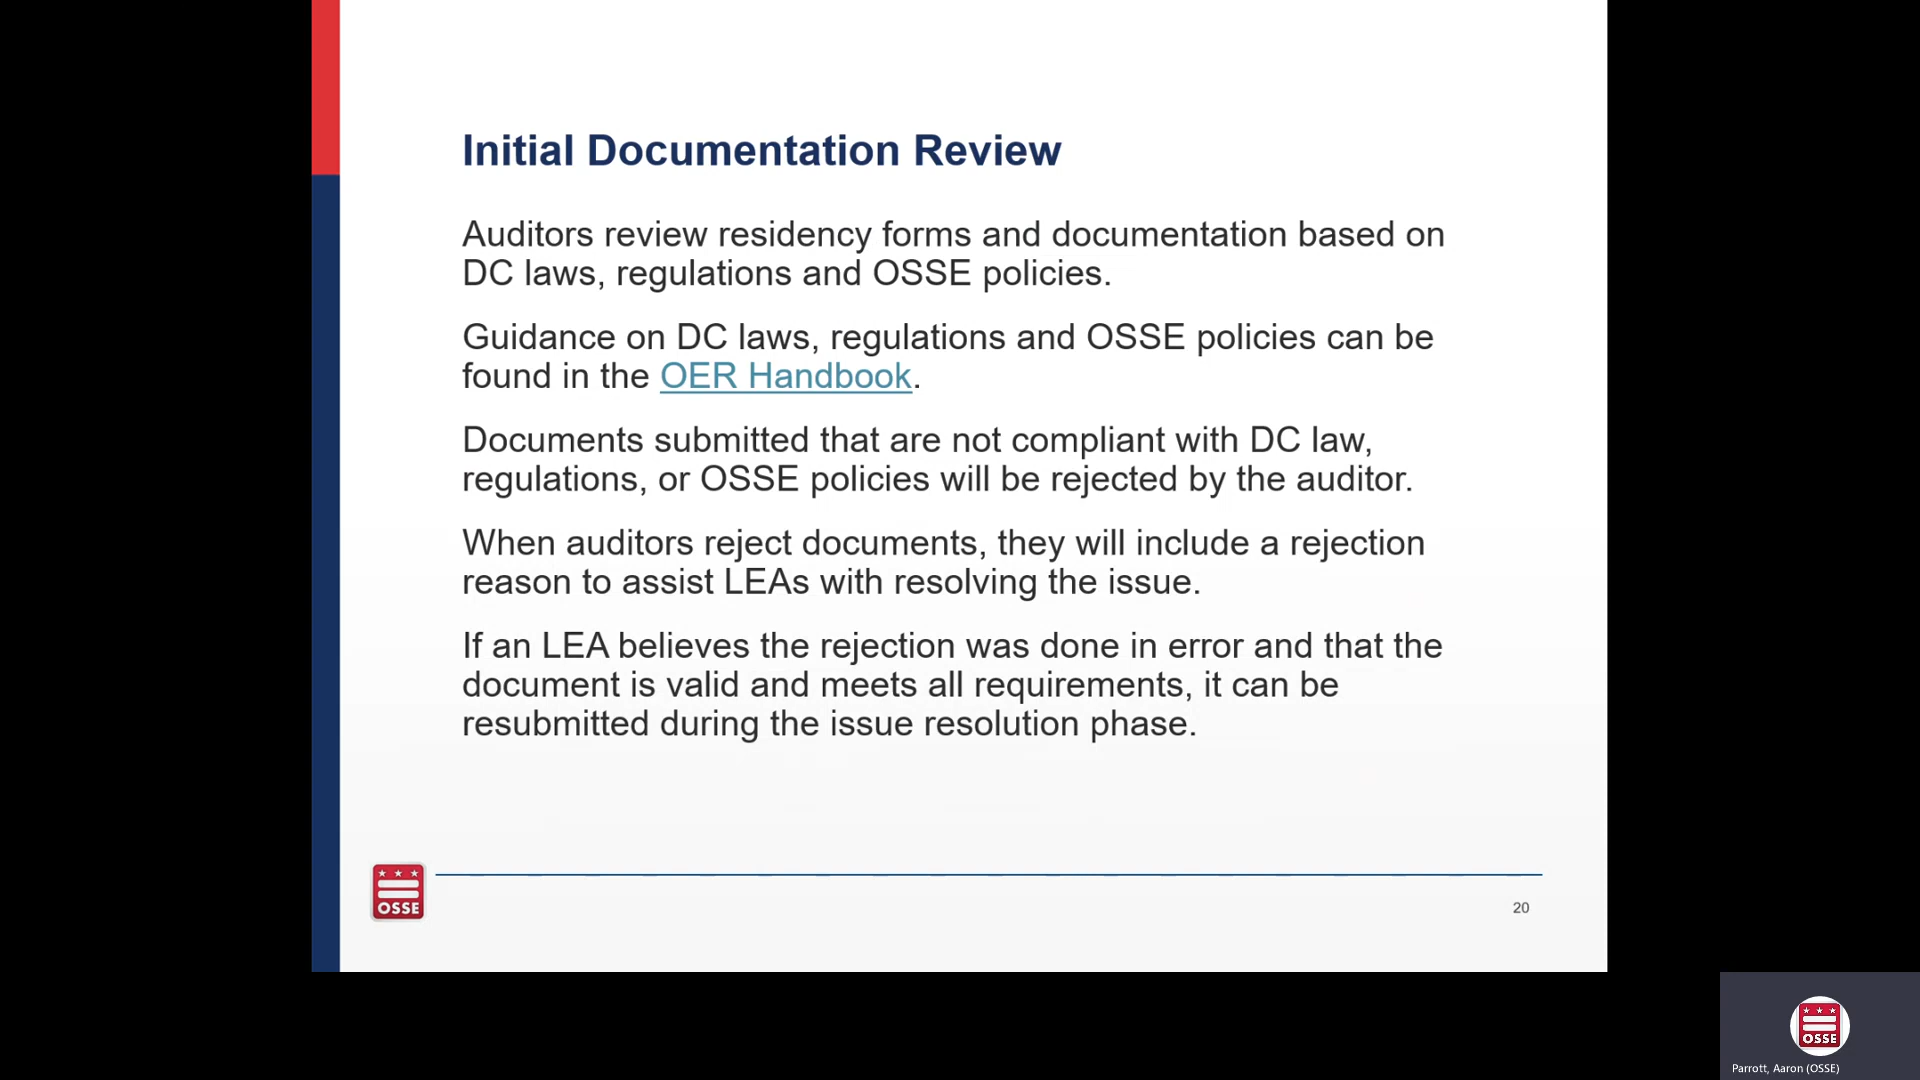 Initial Documentation Review
Auditors review residency forms and documentation based on
DC laws, regulations and OSSE policies.
Guidance on DC laws, regulations and OSSE policies can be
found in the OER Handbook.
Documents submitted that are not compliant with DC law,
regulations, or OSSE policies will be rejected by the auditor.
When auditors reject documents, they will include a rejection
reason to assist LEAs with resolving the issue.
If an LEA believes the rejection was done in error and that the
document is valid and meets all requirements, it can be
resubmitted during the issue resolution phase.
OSSE
20
OSSE
Parrott, Aaron (OSSE)